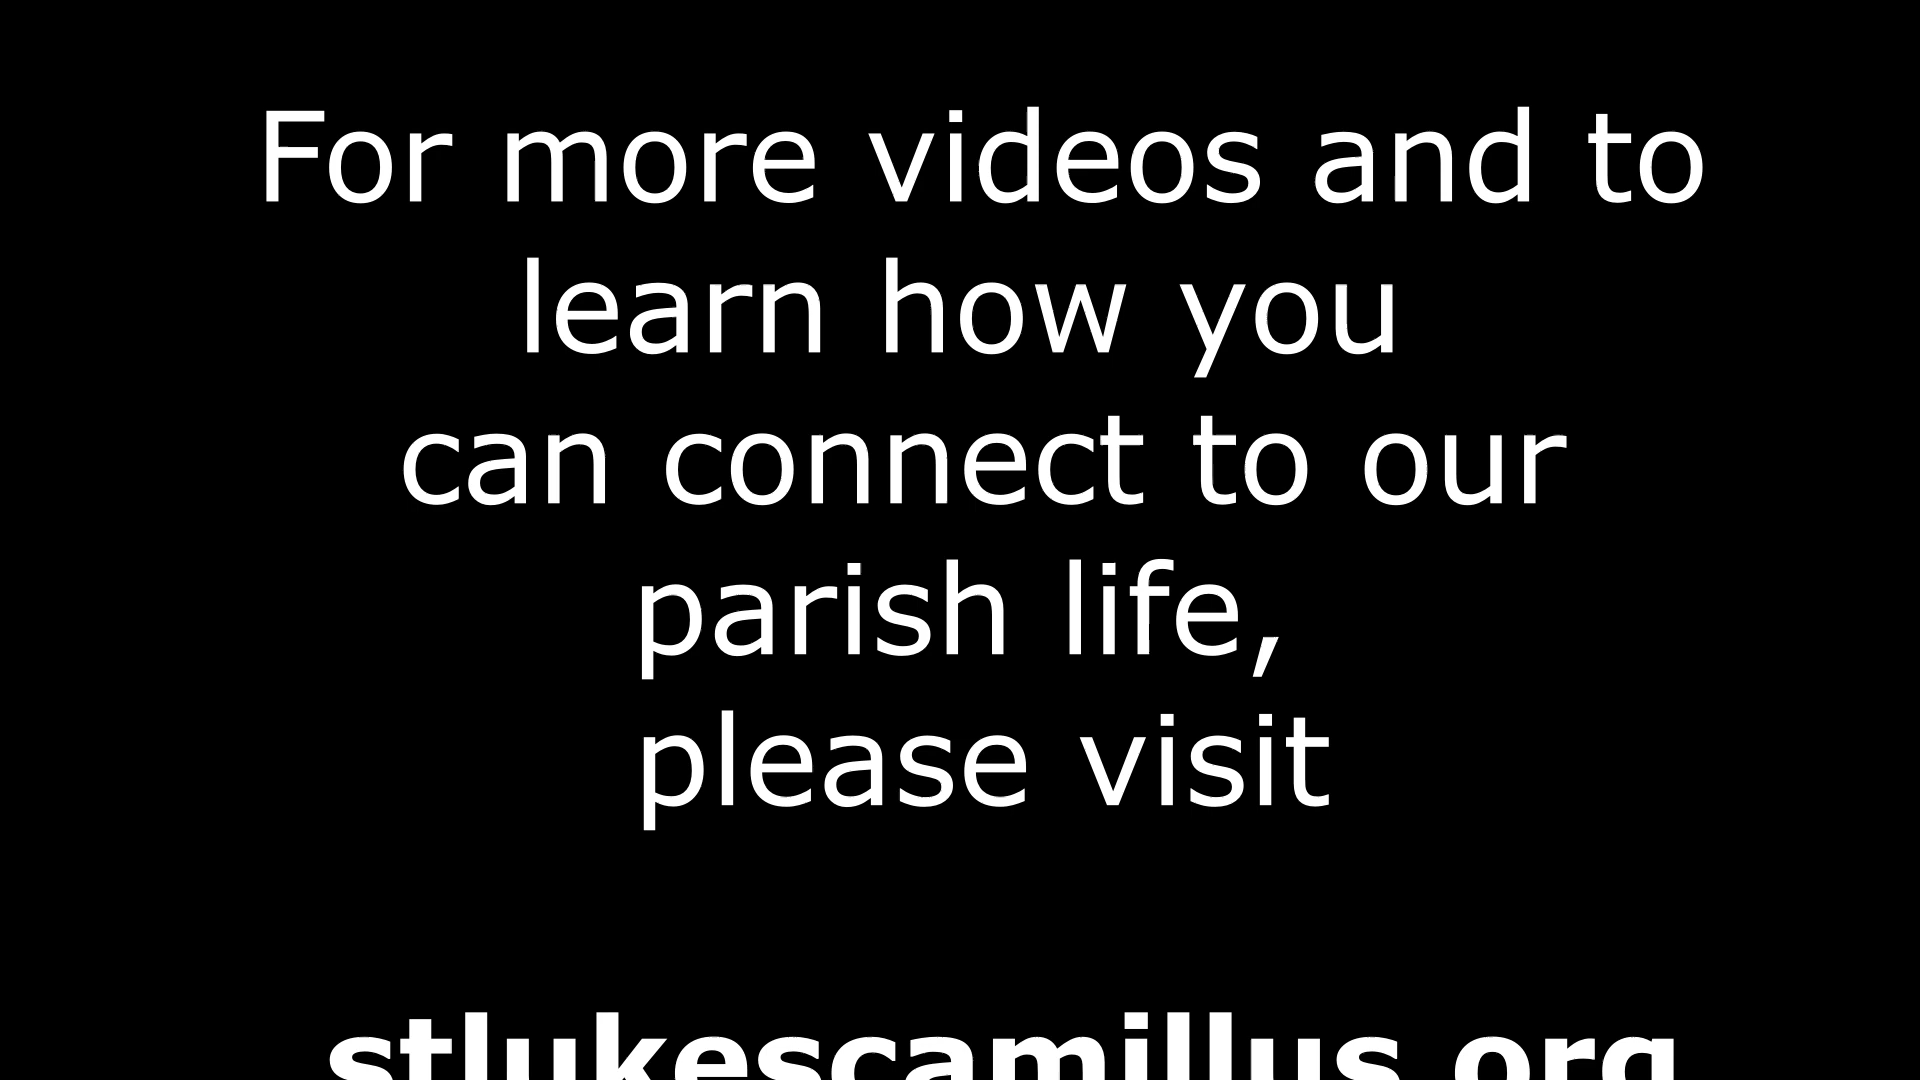 For more videos and to
learn how you
can connect to our
parish life,
please visit
stlukescamillus.org